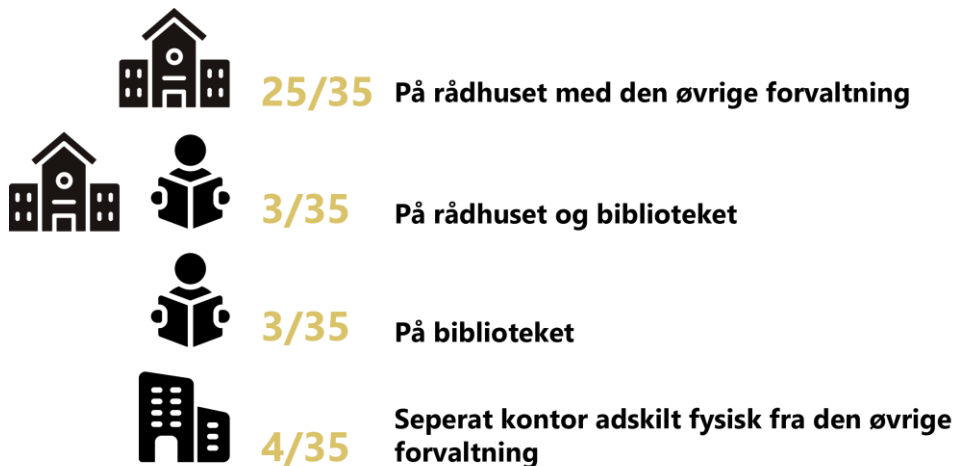 25/35 På rådhuset med den øvrige forvaltning
3/35 På rådhuset og biblioteket
3/35 På biblioteket
4/35 Seperat kontor adskilt fysisk fra den øvrige
forvaltning